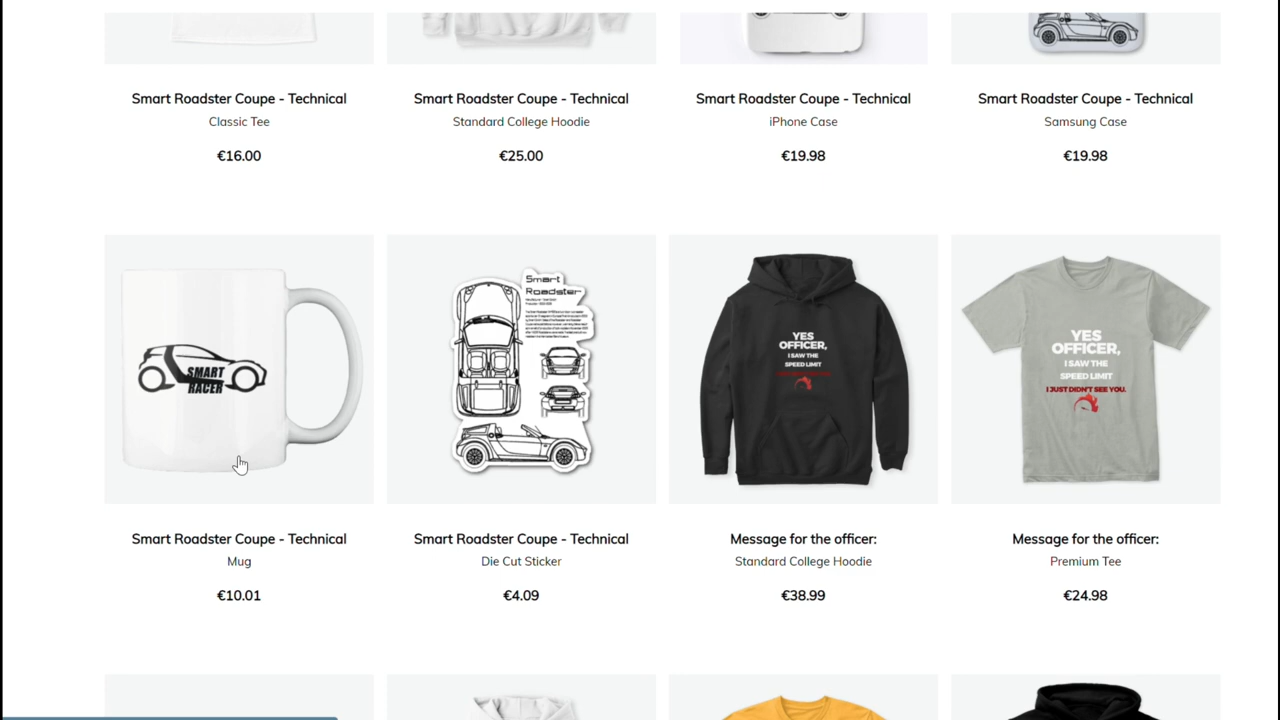 Smart Roadster Coupe - Technical
Classic Tee
€16.00
Smart Roadster Coupe - Technical
Standard College Hoodie
€25.00
Smart Roadster Coupe - Technical
iPhone Case
€19.98
Smart Roadster Coupe - Technical
Samsung Case
€19.98
SMART
RACER
Smart Roadster Coupe - Technical
Mug
€10.01
Smart
Roadster
Smart Roadster Coupe - Technical
Die Cut Sticker
€4.09
YES
OFFICER,
I SAW THE
SPEED LIMIT
Message for the officer:
Standard College Hoodie
€38.99
YES
OFFICER,
I SAW THE
SPEED LIMIT
I JUST DIDN'T SEE YOU.
Message for the officer:
Premium Tee
€24.98